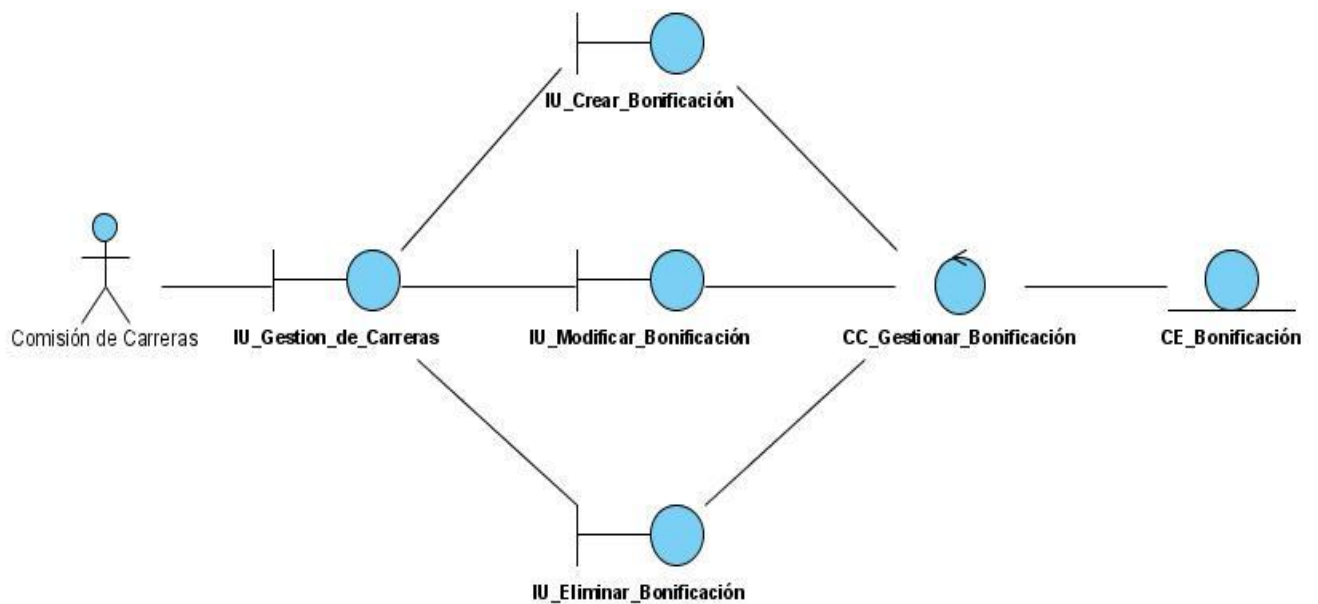 IU_Crear_Bonificación
Comisión de Carreras
IU_Gestion_de_Carreras
IU_Modificar_Bonificación
CC_Gestionar_Bonificación
CE_Bonificación
IU_Eliminar_Bonificación